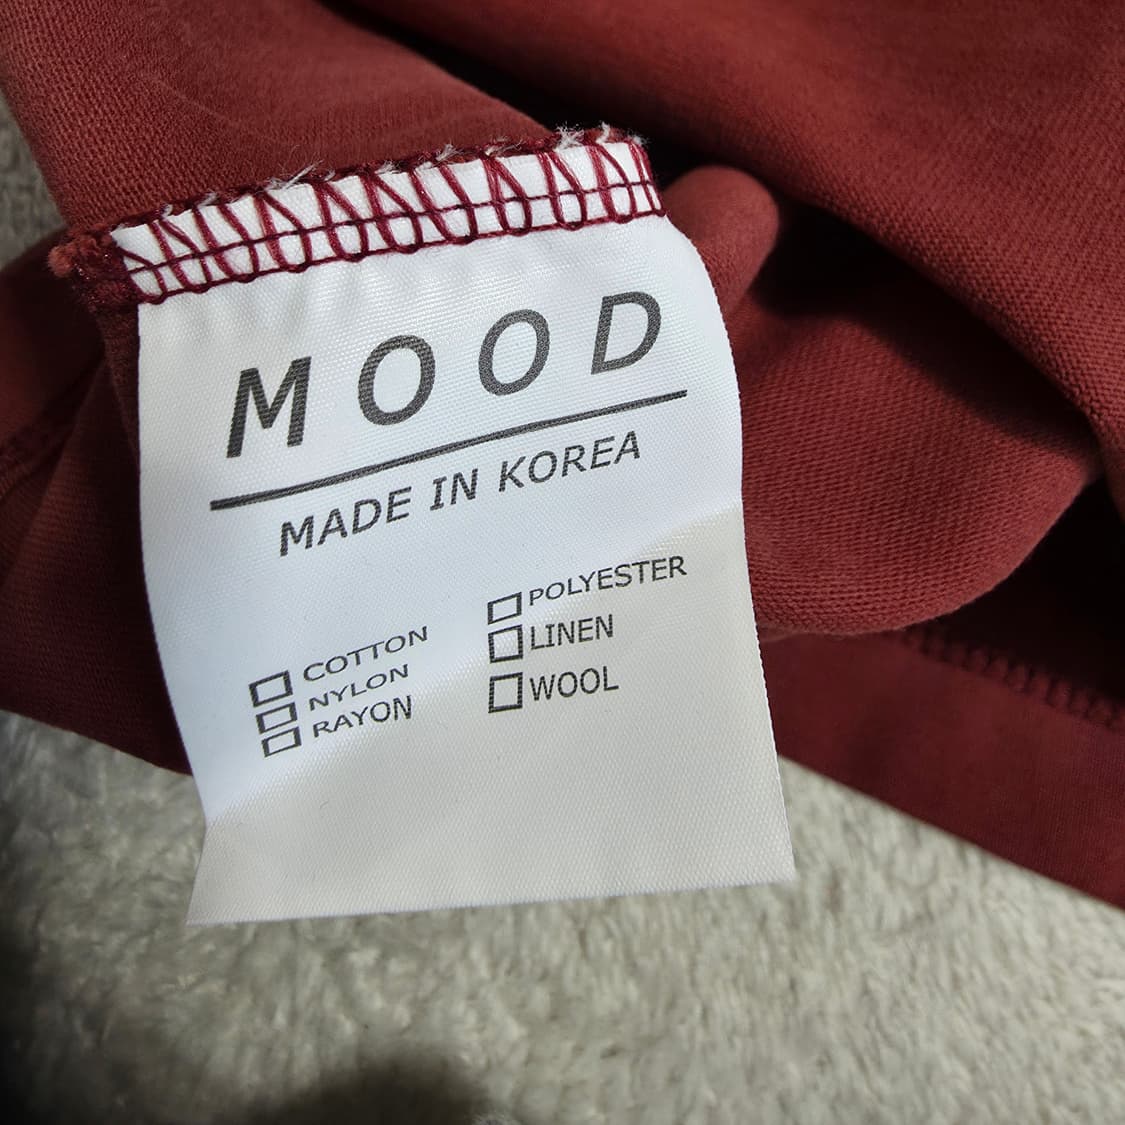 MOOD
MADE IN KOREA
COTTON
NYLON
RAYON
POLYESTER
LINEN
WOOL